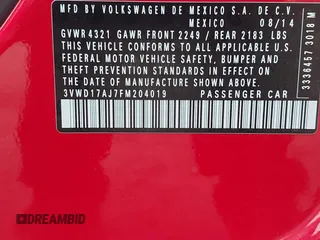 MFD BY VOLKSWAGEN DE MEXICO S.A. DE C.V.
MEXICO 08/14
GVWR4321 GAWR FRONT 2249 / REAR 2183 LBS
THIS VEHICLE CONFORMS TO ALL APPLICABLE U.S.
FEDERAL MOTOR VEHICLE SAFETY, BUMPER AND
THEFT PREVENTION STANDARDS IN EFFECT ON THE
DATE OF MANUFACTURE SHOWN ABOVE.
3VWD17AJ7FM204019 PASSENGER CAR
3336457 3018 M
DREAMBID